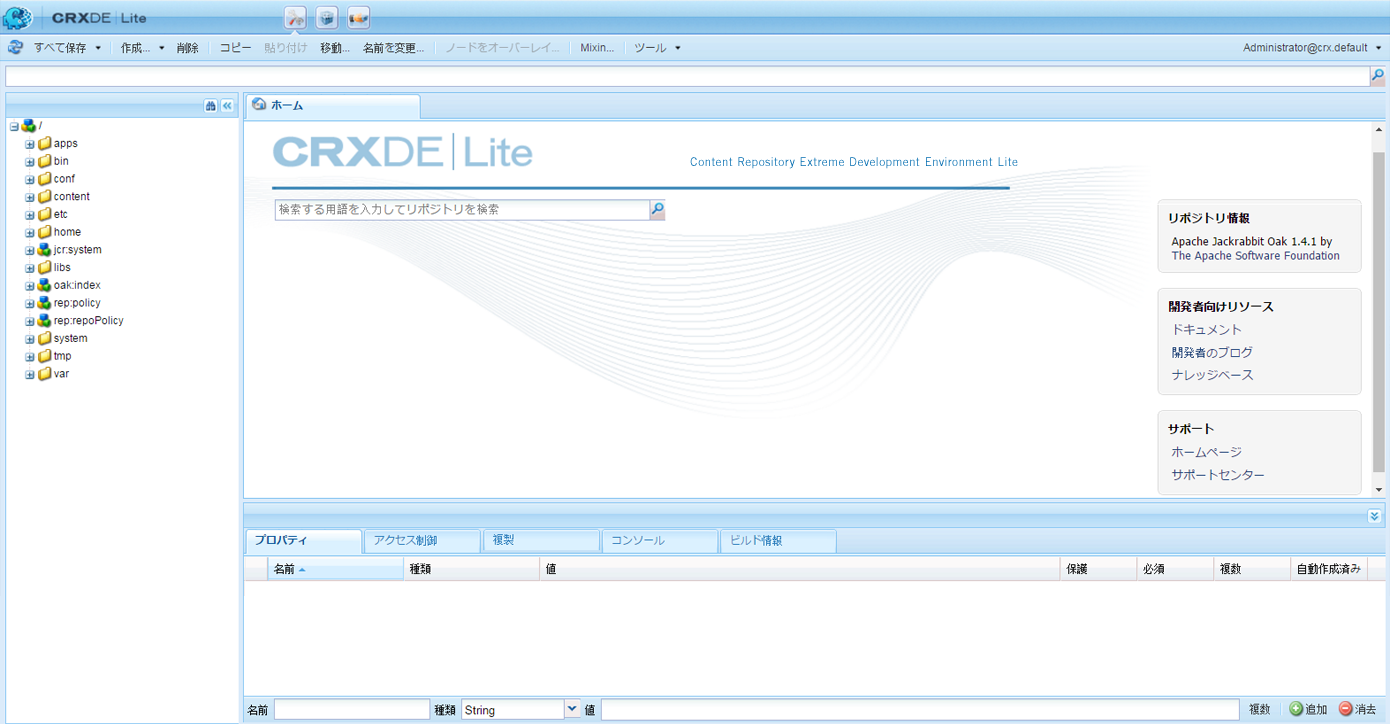 CRXDE | Lite
すべて保存 作成... 削除 コピー 貼り付け 移動... 名前を変更... ノードをオーバーレイ... Mixin... ツール Administrator@crx.default
ホーム
/
apps
bin
conf
content
etc
home
jcr:system
libs
oak:index
rep:policy
rep:repoPolicy
system
tmp
var
CRXDE | Lite
Content Repository Extreme Development Environment Lite
検索する用語を入力してリポジトリを検索
リポジトリ情報
Apache Jackrabbit Oak 1.4.1 by
The Apache Software Foundation
開発者向けリソース
ドキュメント
開発者のブログ
ナレッジベース
サポート
ホームページ
サポートセンター
プロパティ アクセス制御 複製 コンソール ビルド情報
名前 種類 値 保護 必須 複数 自動作成済み
名前 種類 String 値 複数 追加 消去